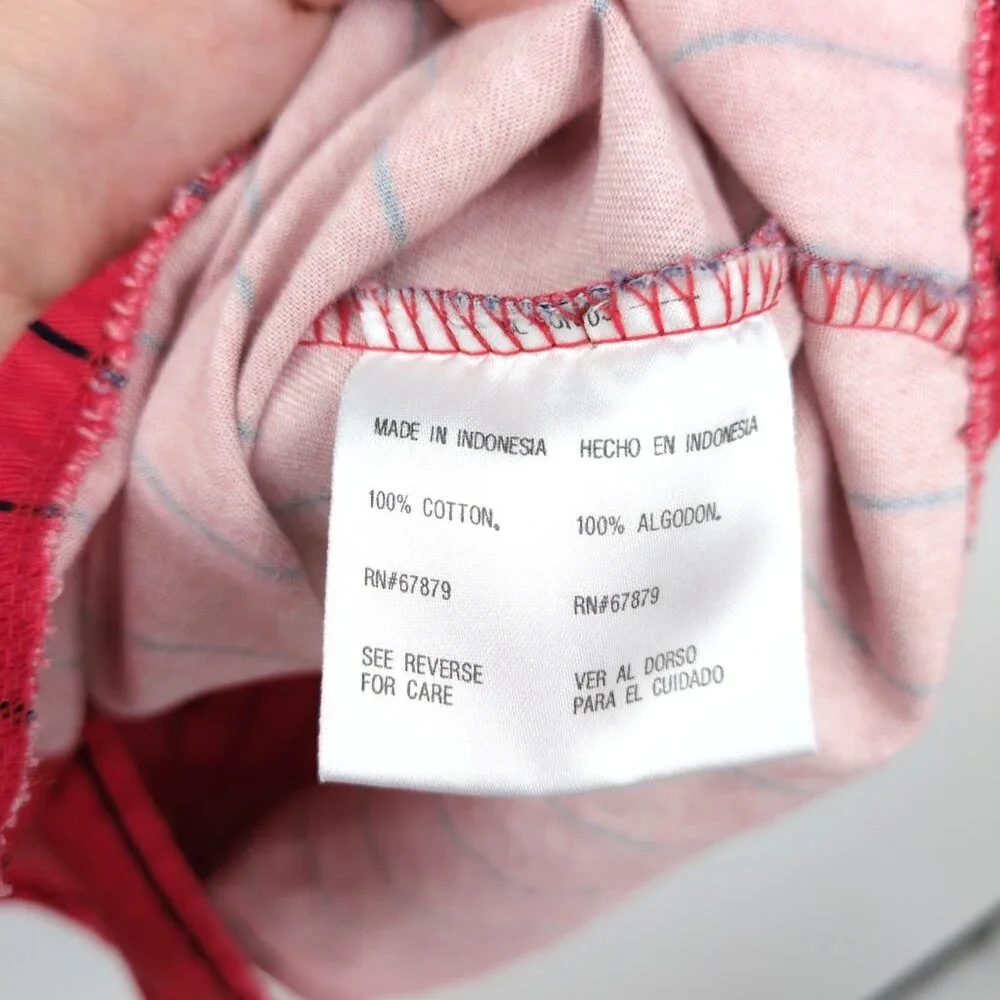 MADE IN INDONESIA
100% COTTON.
RN#67879
SEE REVERSE
FOR CARE
HECHO EN INDONESIA
100% ALGODON.
RN#67879
VER AL DORSO
PARA EL CUIDADO